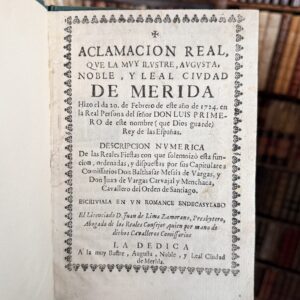 ACLAMACION REAL,
QUE LA MUY ILUSTRE, AUGUSTA,
NOBLE, Y LEAL CIUDAD
DE MERIDA
Hizo el dia 20. de Febrero de este año de 1724. en
la Real Persona del señor DON LUIS PRIME-
RO de este nombre (que Dios guarde)
Rey de las Españas.
DESCRIPCION NUMERICA
De las Reales Fiestas con que solemnizó esta fun-
cion, ordenadas, y dispuestas por sus Capitulares
Comissarios Don Balthasar Mesia de Vargas, y
Don Juan de Vargas Carvajal y Menchaca,
Cavallero del Orden de Santiago.
ESCRIVIALA EN UN ROMANCE ENDECASYLABO
El Licenciado D. Juan de Lima Zamorano, Presbytero,
Abogado de los Reales Consejos, quien por mano de
dichos Cavalleros Comissarios
LA DEDICA
A la muy Ilustre, Augusta, Noble, y Leal Ciudad
de Merida.